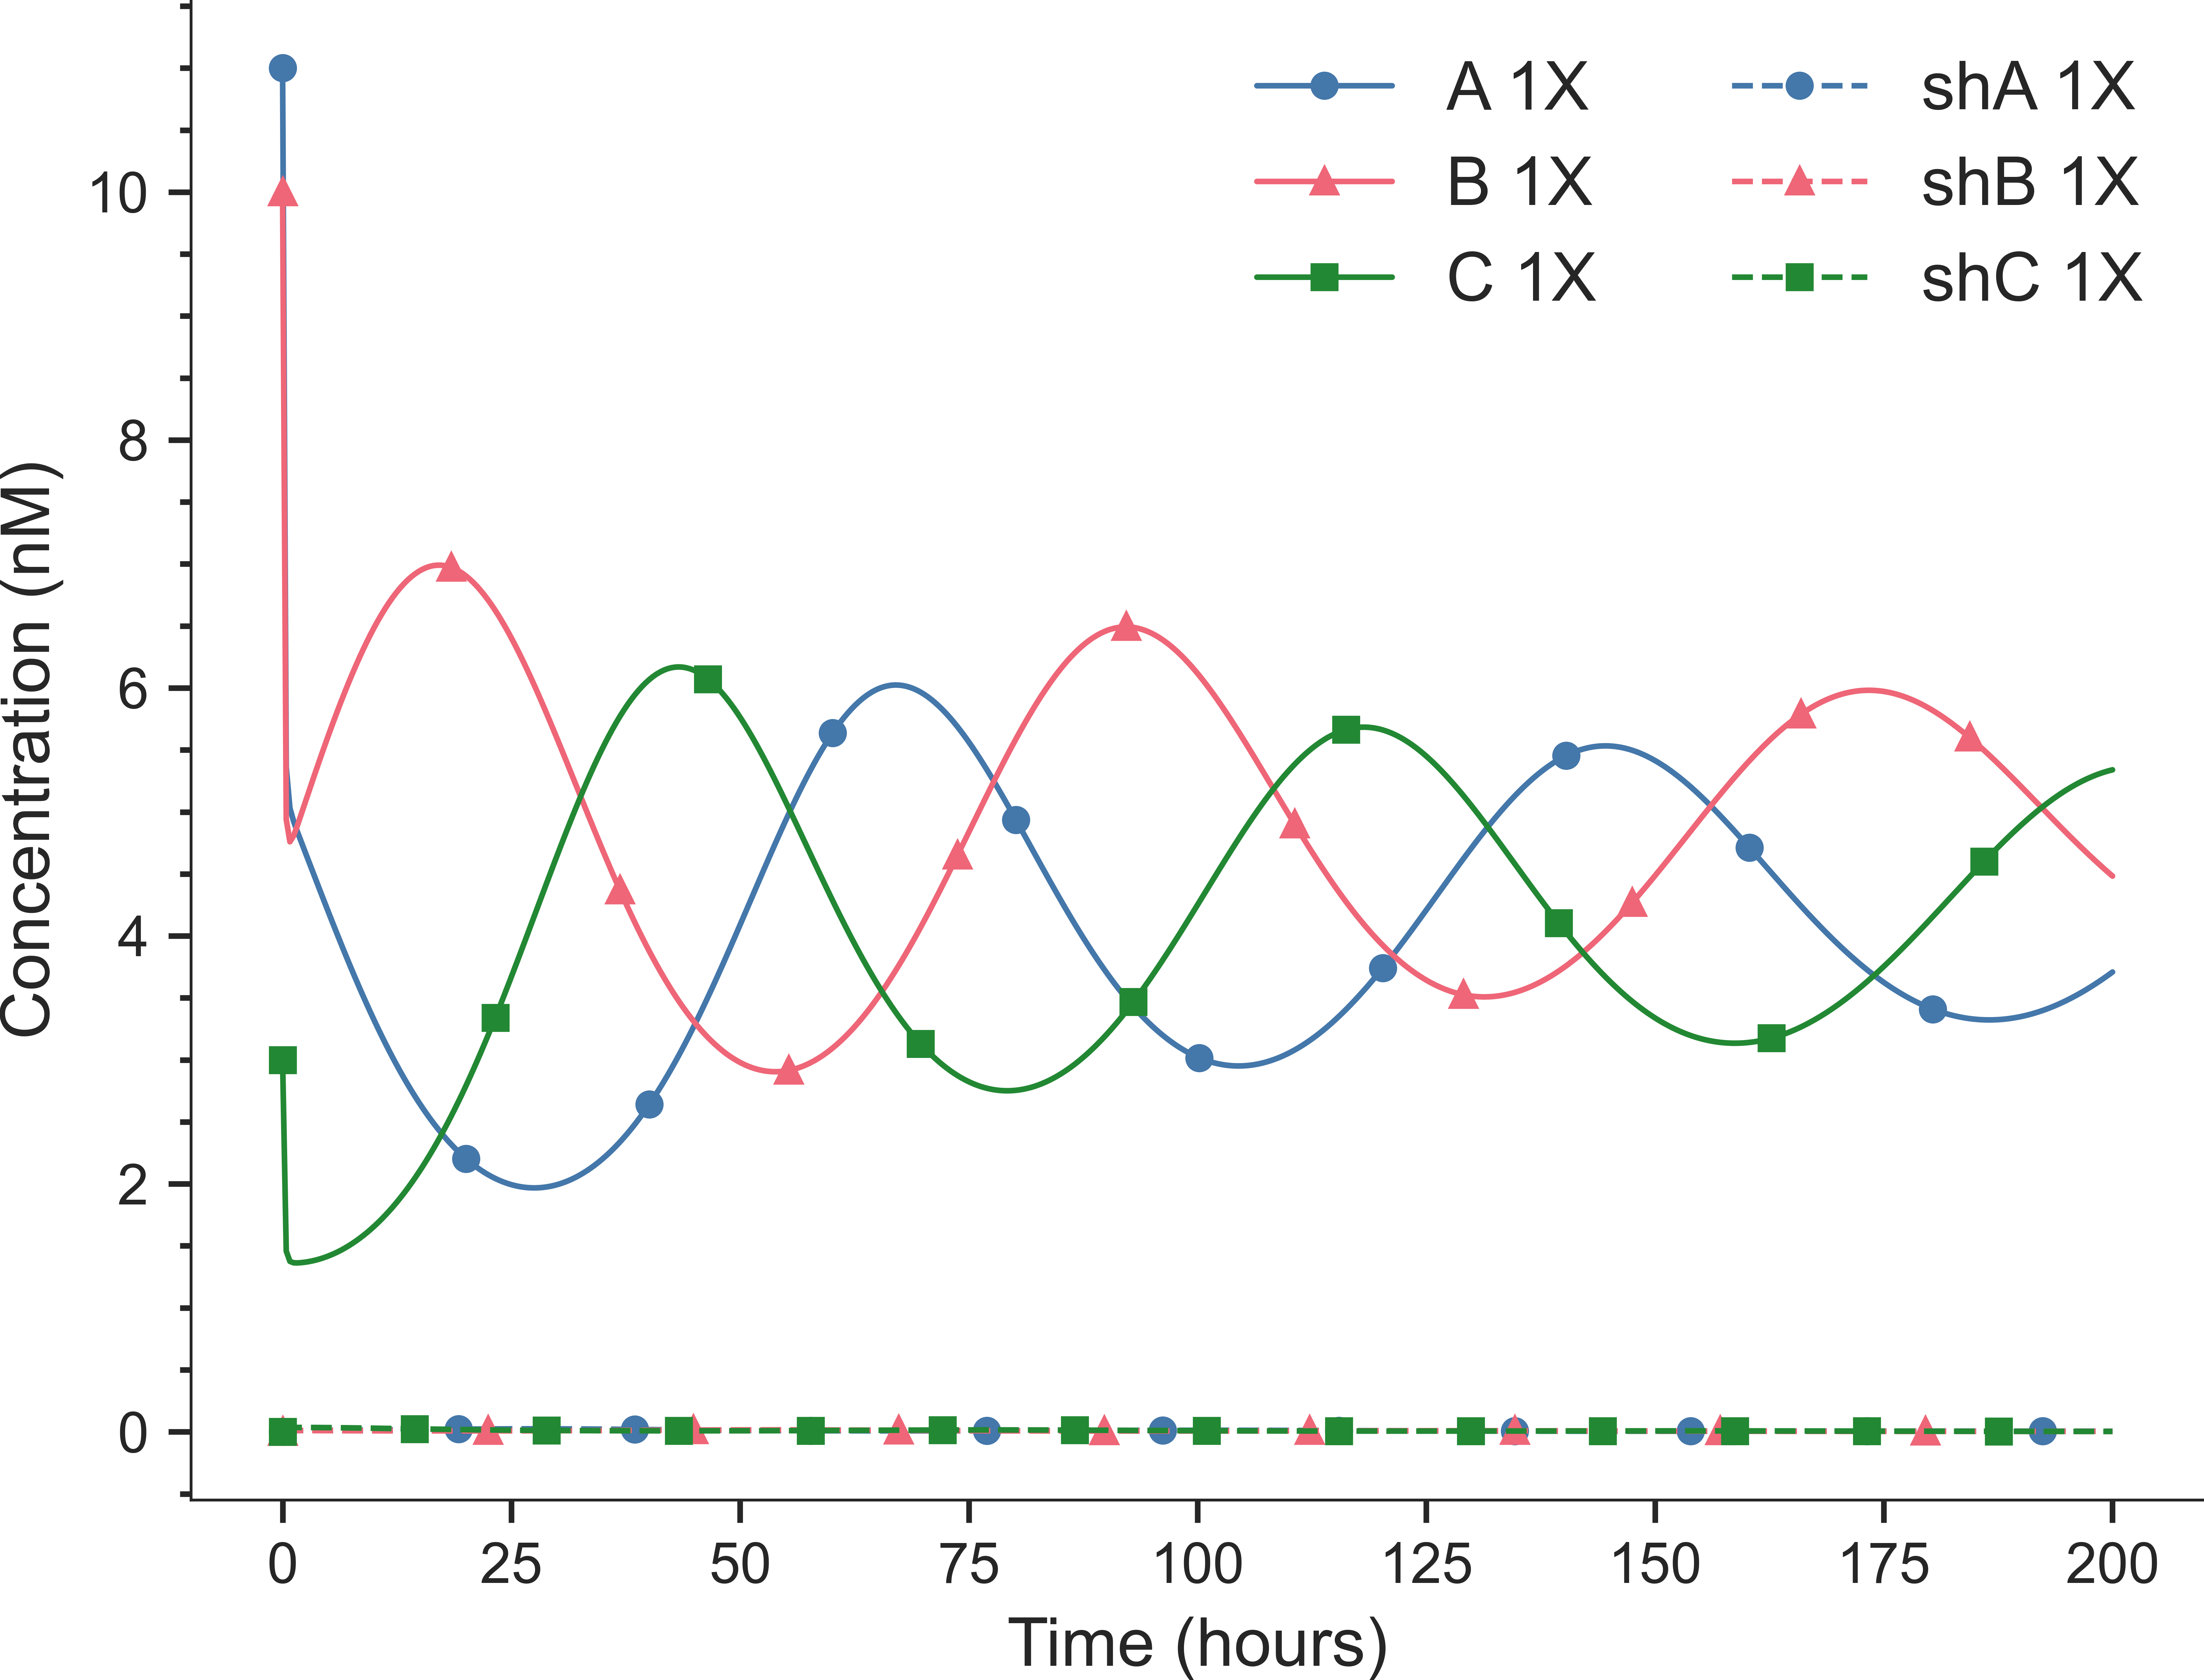 A 1X
shA 1X
B 1X
shB 1X
C 1X
shC 1X
Concentration (nM)
10
8
6
4
2
0
0 25 50 75 100 125 150 175 200
Time (hours)